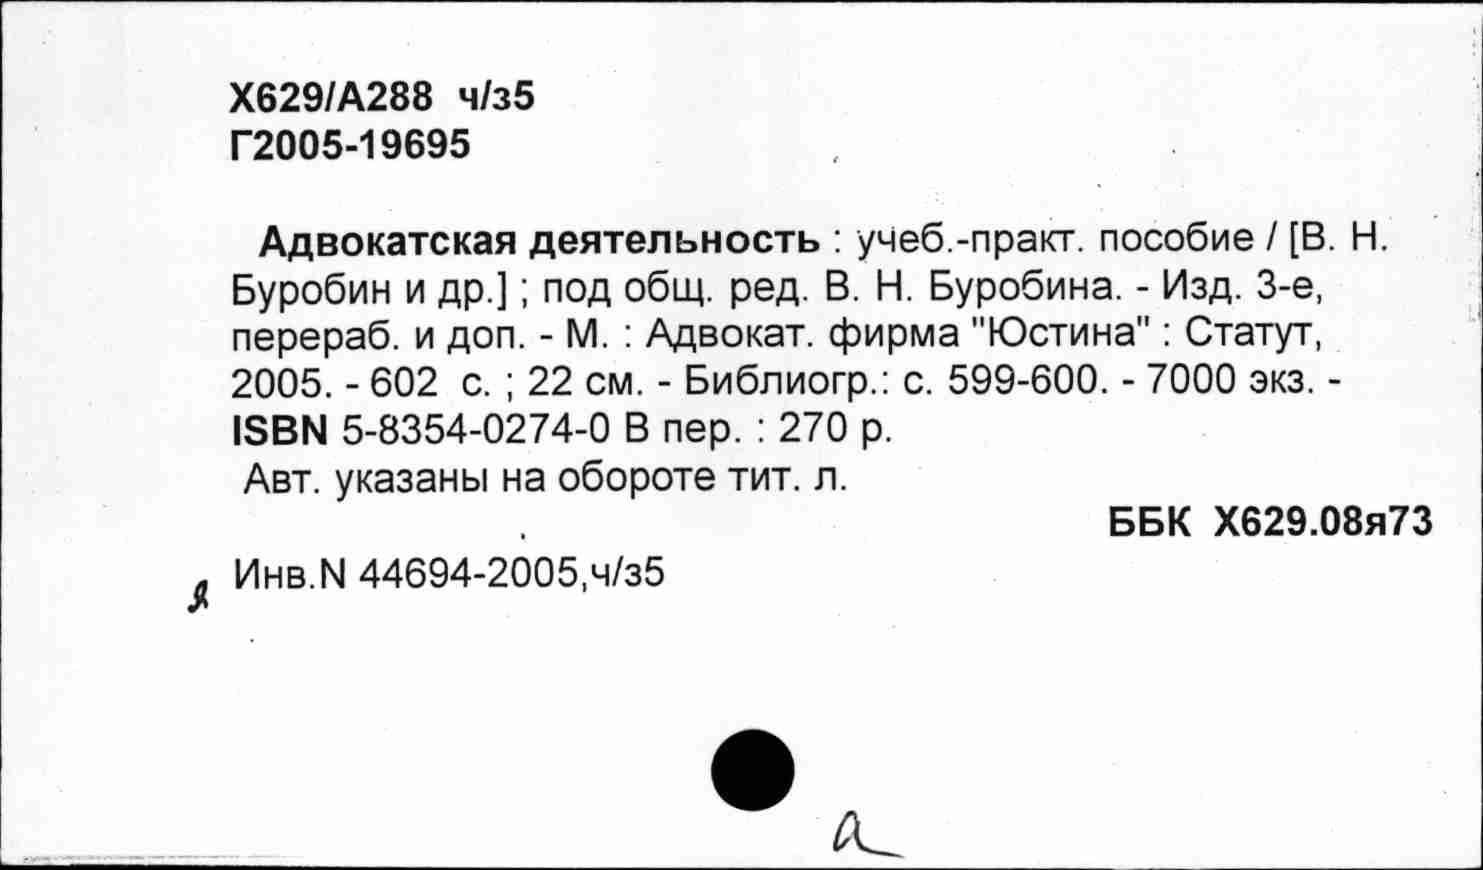 Х629/А288 ч/з5
Г2005-19695
Адвокатская деятельность : учеб.-практ. пособие / [В. Н.
Буробин и др.] ; под общ. ред. В. Н. Буробина. - Изд. 3-е,
перераб. и доп. - М. : Адвокат. фирма "Юстина" : Статут,
2005. - 602 с. ; 22 см. - Библиогр.: с. 599-600. - 7000 экз. -
ISBN 5-8354-0274-0 В пер. : 270 р.
Авт. указаны на обороте тит. л.
ББК Х629.08я73
Инв.N 44694-2005,ч/з5
я
а